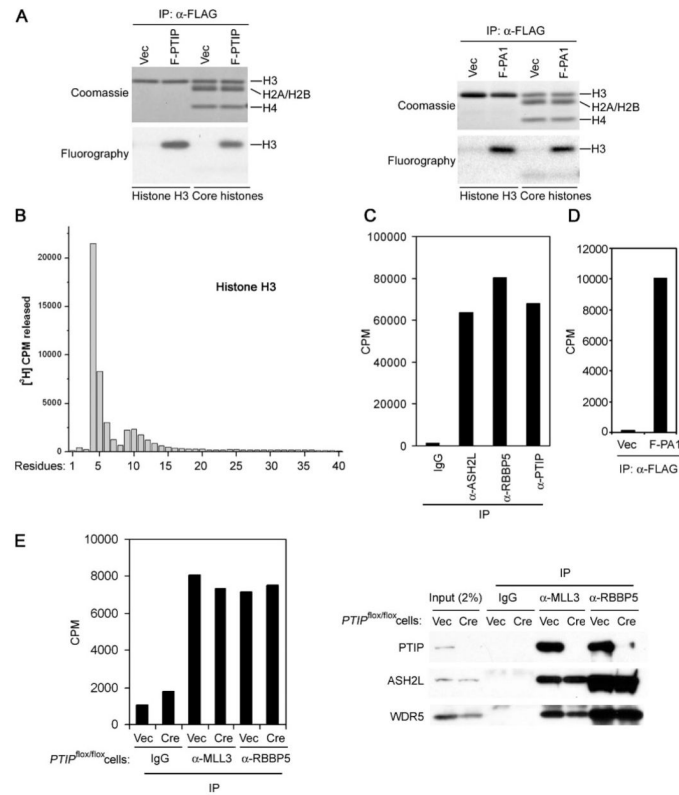 A
IP: α-FLAG
Vec
F-PTIP
Vec
F-PTIP
Coomassie
H3
H2A/H2B
H4
Fluorography
H3
Histone H3 Core histones
IP: α-FLAG
Vec
F-PA1
Vec
F-PA1
Coomassie
H3
H2A/H2B
H4
Fluorography
H3
Histone H3 Core histones
B
[³H] CPM released
20000
15000
10000
5000
0
Histone H3
Residues: 1 5 10 15 20 25 30 35 40
C
CPM
100000
80000
60000
40000
20000
0
IgG
α-ASH2L
α-RBBP5
α-PTIP
IP
D
CPM
12000
10000
8000
6000
4000
2000
0
Vec F-PA1
IP: α-FLAG
E
CPM
10000
8000
6000
4000
2000
0
Vec Cre Vec Cre Vec Cre
PTIP flox/flox cells:
IgG α-MLL3 α-RBBP5
IP
IP
Input (2%) IgG α-MLL3 α-RBBP5
PTIP flox/flox cells: Vec Cre Vec Cre Vec Cre Vec Cre
PTIP
ASH2L
WDR5